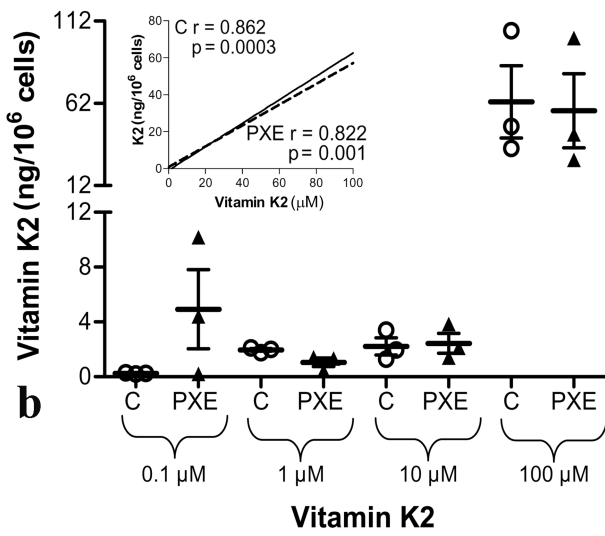 112
62
12
12
8
4
0
Vitamin K2 (ng/10⁶ cells)
80
60
40
20
0
K2 (ng/10⁶ cells)
C r = 0.862
p = 0.0003
PXE r = 0.822
p = 0.001
0 20 40 60 80 100
Vitamin K2 (µM)
b
C PXE C PXE C PXE C PXE
0.1 µM 1 µM 10 µM 100 µM
Vitamin K2